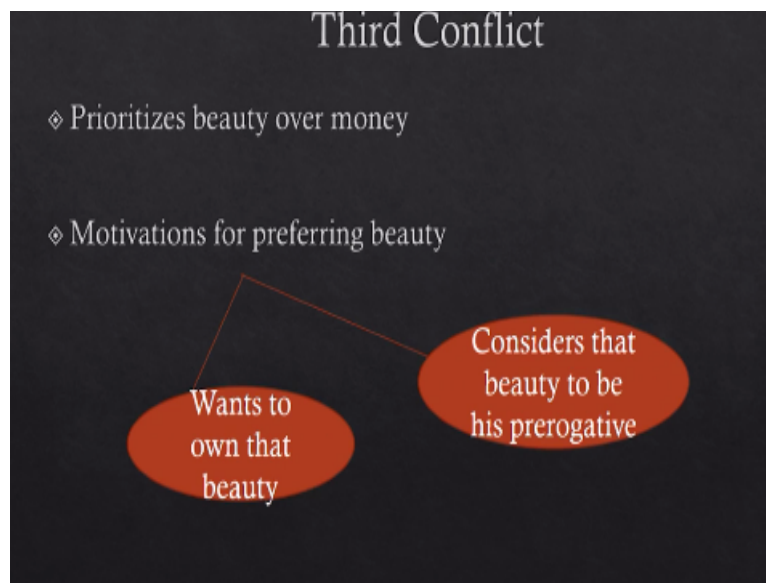 Third Conflict
Prioritizes beauty over money
Motivations for preferring beauty
Considers that
beauty to be
his prerogative
Wants to
own that
beauty